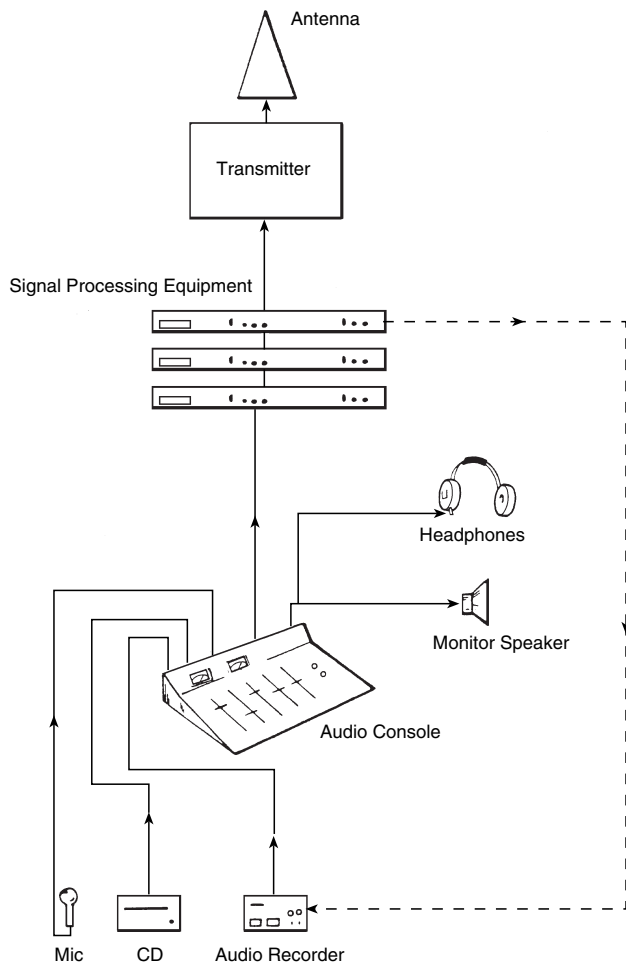 Antenna
Transmitter
Signal Processing Equipment
Headphones
Monitor Speaker
Audio Console
Mic
CD
Audio Recorder